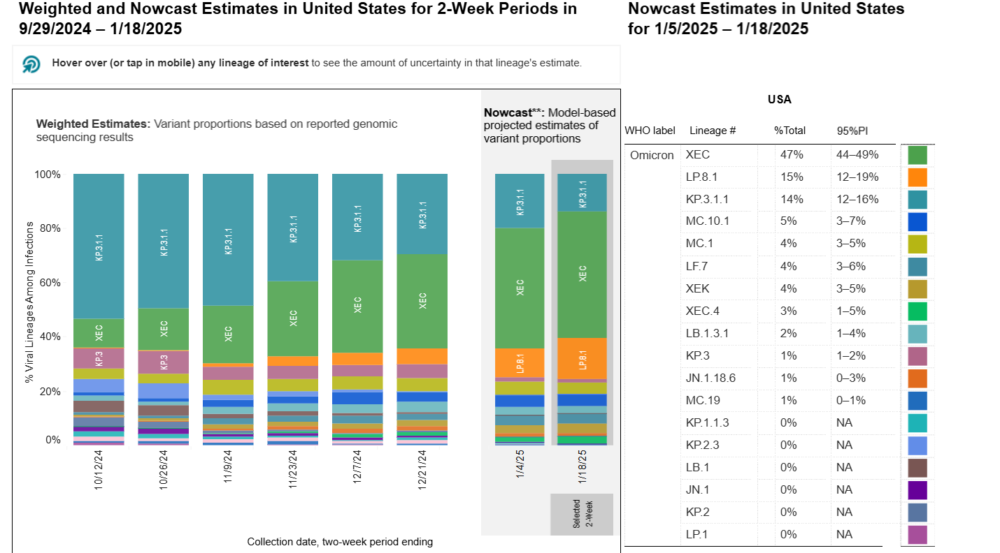 Weighted and Nowcast Estimates in United States for 2-Week Periods in
9/29/2024 – 1/18/2025
Nowcast Estimates in United States
for 1/5/2025 – 1/18/2025
Hover over (or tap in mobile) any lineage of interest to see the amount of uncertainty in that lineage's estimate.
Weighted Estimates: Variant proportions based on reported genomic
sequencing results
Nowcast**: Model-based
projected estimates of
variant proportions
% Viral Lineages Among Infections
100%
80%
60%
40%
20%
0%
KP.3.1.1
XEC
KP.3
KP.3.1.1
XEC
KP.3
KP.3.1.1
XEC
KP.3.1.1
XEC
KP.3.1.1
XEC
KP.3.1.1
XEC
KP.3.1.1
XEC
LP.8.1
KP.3.1.1
XEC
LP.8.1
10/12/24
10/26/24
11/9/24
11/23/24
12/7/24
12/21/24
1/4/25
1/18/25
Selected
2-Week
Collection date, two-week period ending
USA
WHO label Lineage # %Total 95%PI
Omicron XEC 47% 44–49%
LP.8.1 15% 12–19%
KP.3.1.1 14% 12–16%
MC.10.1 5% 3–7%
MC.1 4% 3–5%
LF.7 4% 3–6%
XEK 4% 3–5%
XEC.4 3% 1–5%
LB.1.3.1 2% 1–4%
KP.3 1% 1–2%
JN.1.18.6 1% 0–3%
MC.19 1% 0–1%
KP.1.1.3 0% NA
KP.2.3 0% NA
LB.1 0% NA
JN.1 0% NA
KP.2 0% NA
LP.1 0% NA